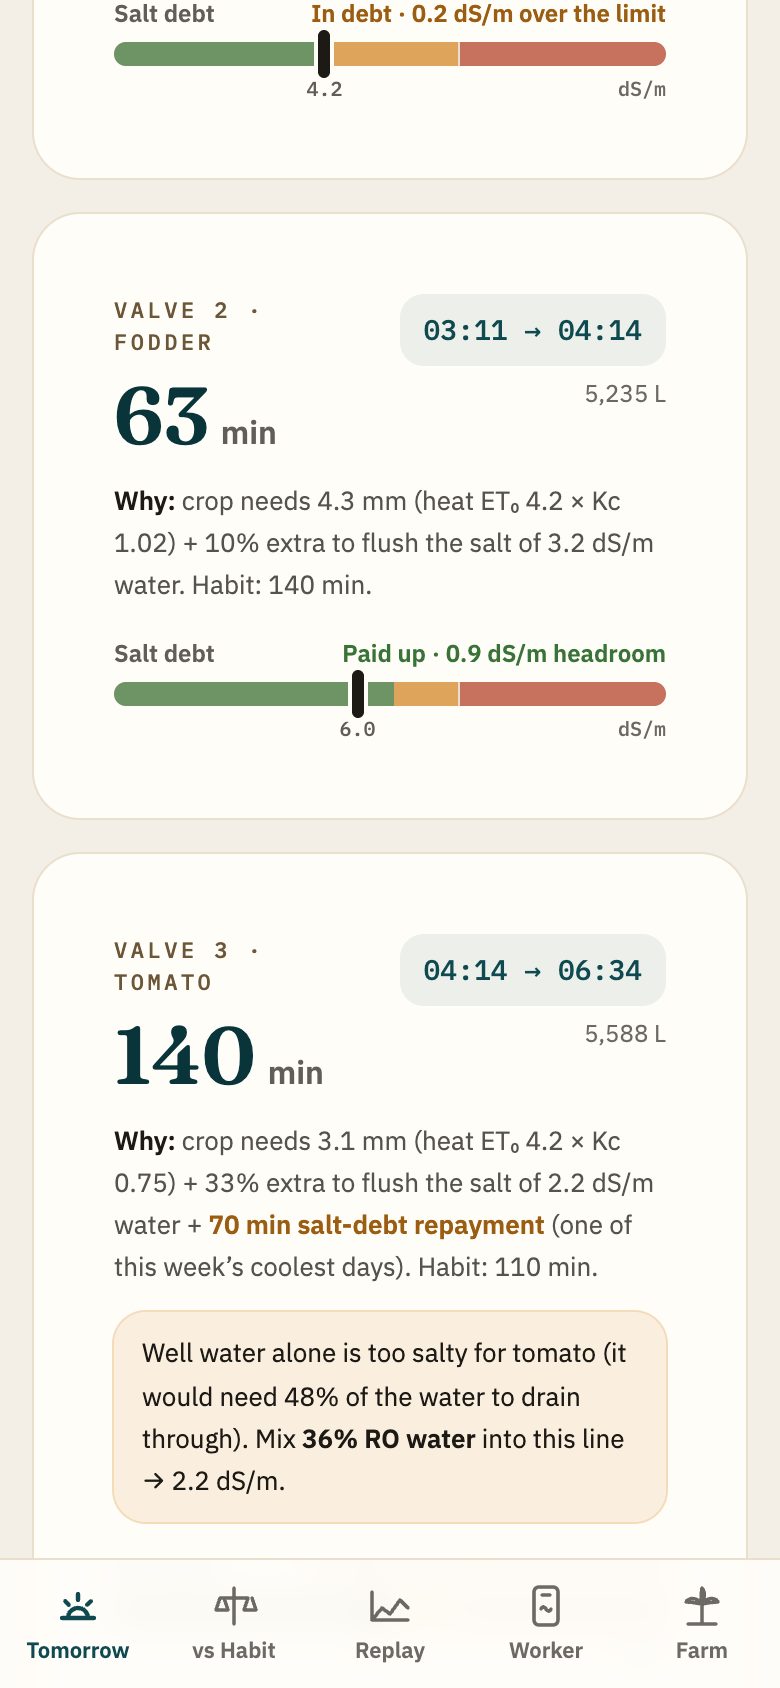 Salt debt
In debt · 0.2 dS/m over the limit
4.2
dS/m
VALVE 2 ·
FODDER
03:11 → 04:14
63 min
5,235 L
Why: crop needs 4.3 mm (heat ET₀ 4.2 × Kc
1.02) + 10% extra to flush the salt of 3.2 dS/m
water. Habit: 140 min.
Salt debt
Paid up · 0.9 dS/m headroom
6.0
dS/m
VALVE 3 ·
TOMATO
04:14 → 06:34
140 min
5,588 L
Why: crop needs 3.1 mm (heat ET₀ 4.2 × Kc
0.75) + 33% extra to flush the salt of 2.2 dS/m
water + 70 min salt-debt repayment (one of
this week’s coolest days). Habit: 110 min.
Well water alone is too salty for tomato (it
would need 48% of the water to drain
through). Mix 36% RO water into this line
→ 2.2 dS/m.
Tomorrow
vs Habit
Replay
Worker
Farm